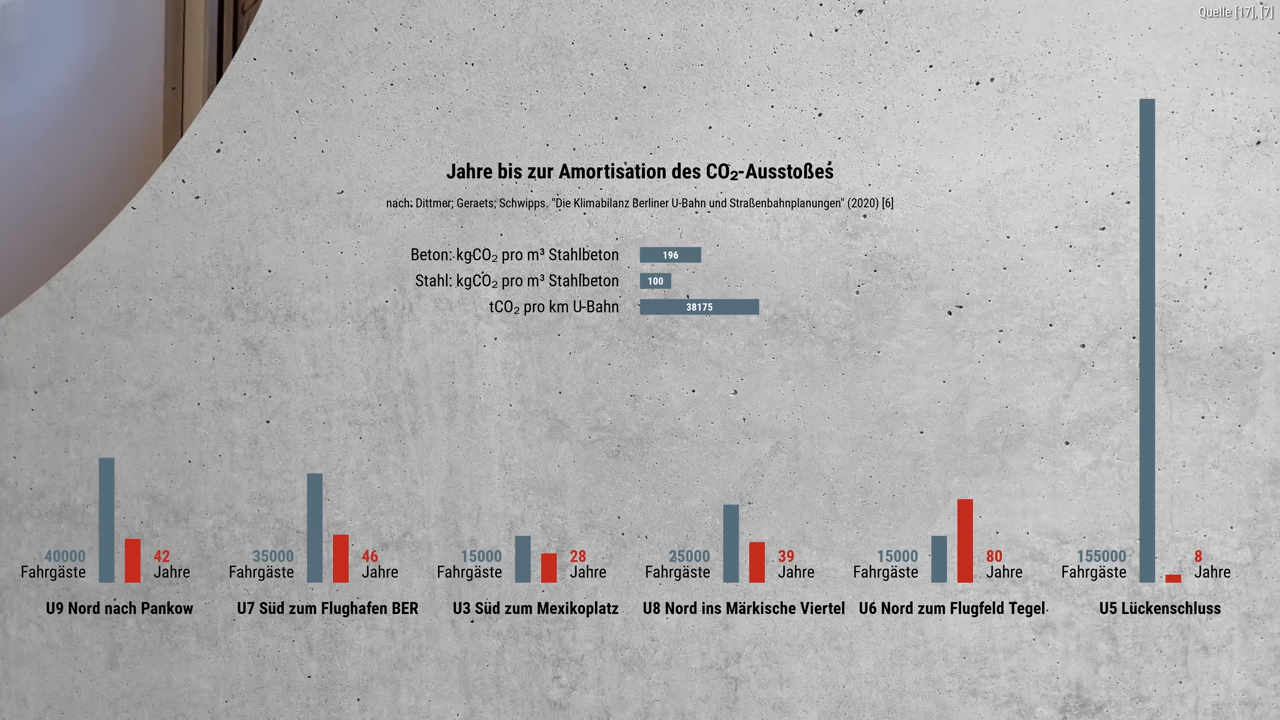 Quelle [17], [7]
Jahre bis zur Amortisation des CO₂-Ausstoßes
nach: Dittmer; Geraets; Schwipps. "Die Klimabilanz Berliner U-Bahn und Straßenbahnplanungen" (2020) [6]
Beton: kgCO₂ pro m³ Stahlbeton 196
Stahl: kgCO₂ pro m³ Stahlbeton 100
tCO₂ pro km U-Bahn 38175
40000 42 35000 46 15000 28 25000 39 15000 80 155000 8
Fahrgäste Jahre Fahrgäste Jahre Fahrgäste Jahre Fahrgäste Jahre Fahrgäste Jahre Fahrgäste Jahre
U9 Nord nach Pankow U7 Süd zum Flughafen BER U3 Süd zum Mexikoplatz U8 Nord ins Märkische Viertel U6 Nord zum Flugfeld Tegel U5 Lückenschluss